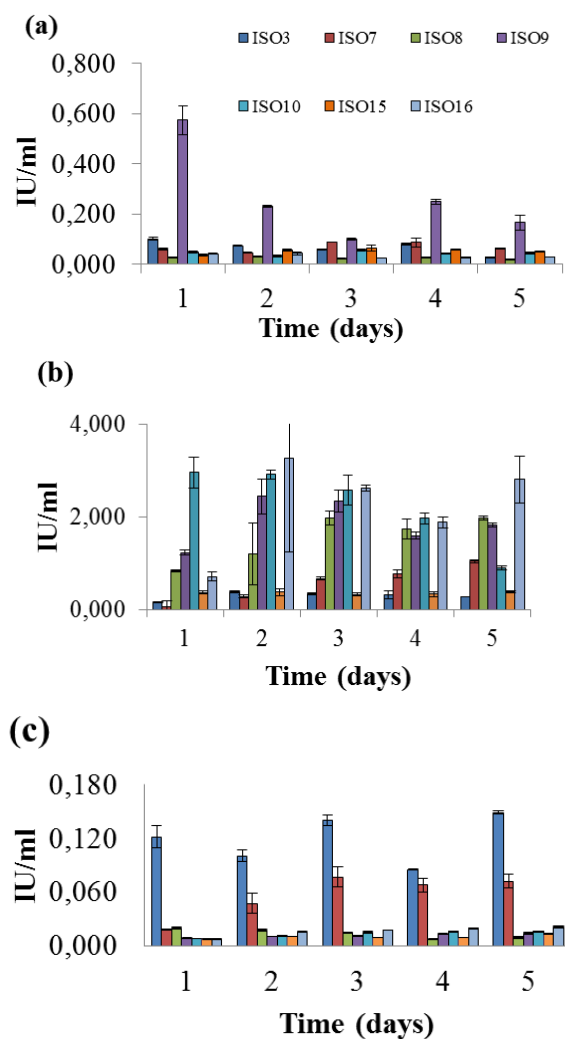 (a)
ISO3 ISO7 ISO8 ISO9
ISO10 ISO15 ISO16
0,800
0,600
0,400
0,200
0,000
IU/ml
1 2 3 4 5
Time (days)
(b)
4,000
2,000
0,000
IU/ml
1 2 3 4 5
Time (days)
(c)
0,180
0,120
0,060
0,000
IU/ml
1 2 3 4 5
Time (days)